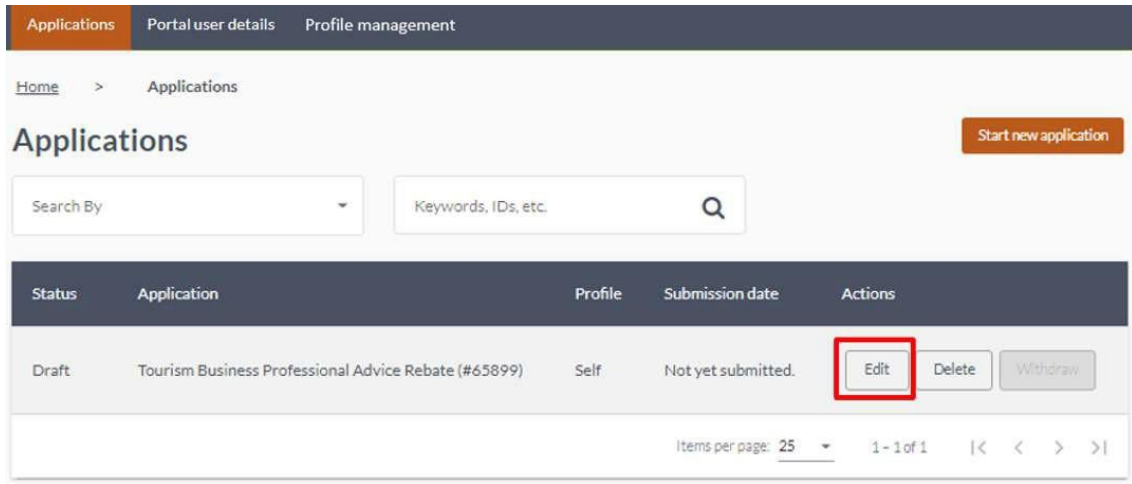 Applications Portal user details Profile management
Home > Applications
Applications
Start new application
Search By Keywords, IDs, etc.
Status Application Profile Submission date Actions
Draft Tourism Business Professional Advice Rebate (#65899) Self Not yet submitted. Edit Delete Withdraw
Items per page: 25 1 – 1 of 1 |< < > >|